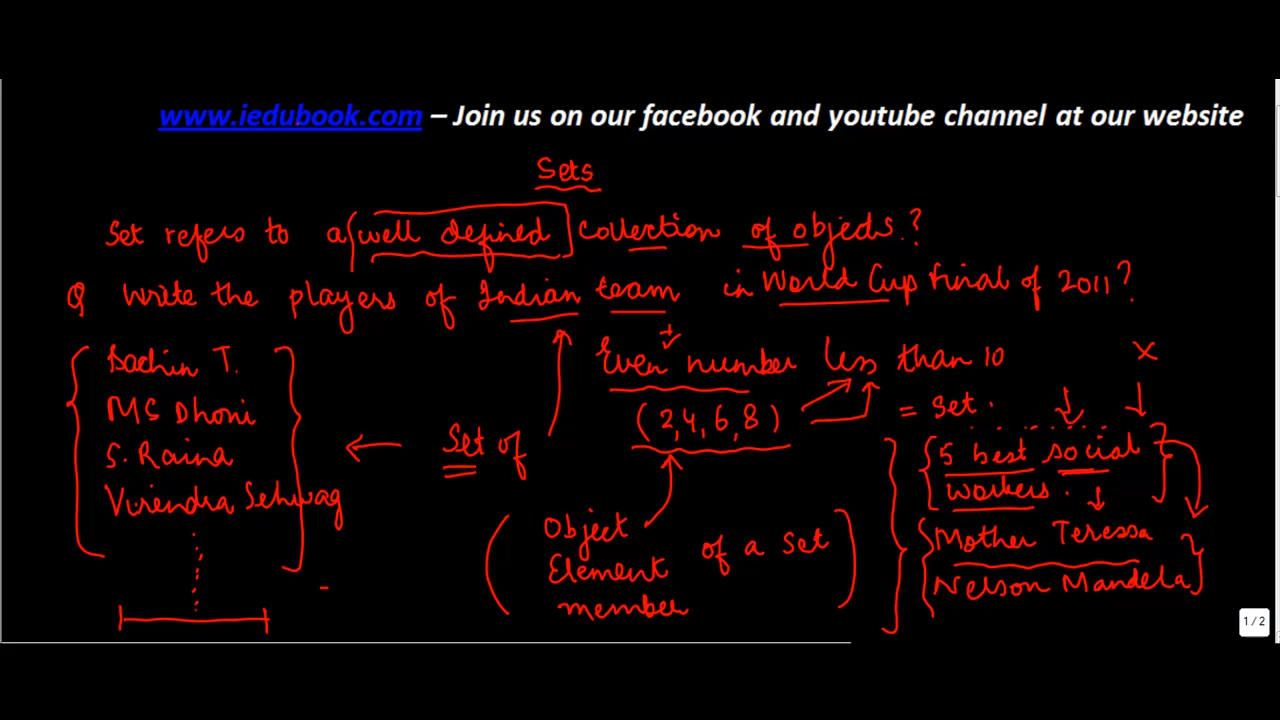 www.iedubook.com – Join us on our facebook and youtube channel at our website
Sets
Set refers to a (well defined) collection of objects.?
Q Write the players of Indian team in World Cup Final of 2011?
Sachin T.
MS Dhoni
S. Raina
Virendra Sehwag
Set of
Even number less than 10
(2,4,6,8)
= Set.
Object
Element
member
of a set
X
5 best social
workers.
Mother Teressa
Nelson Mandela
1/2